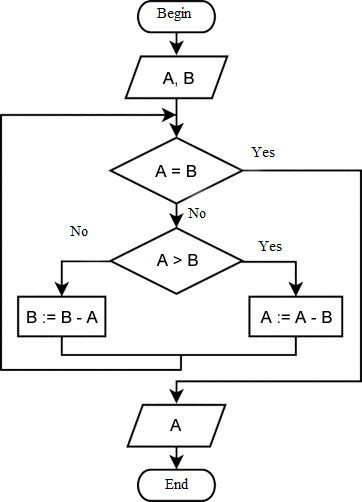 Begin
A, B
A = B
Yes
No
A > B
No
Yes
B := B - A
A := A - B
A
End